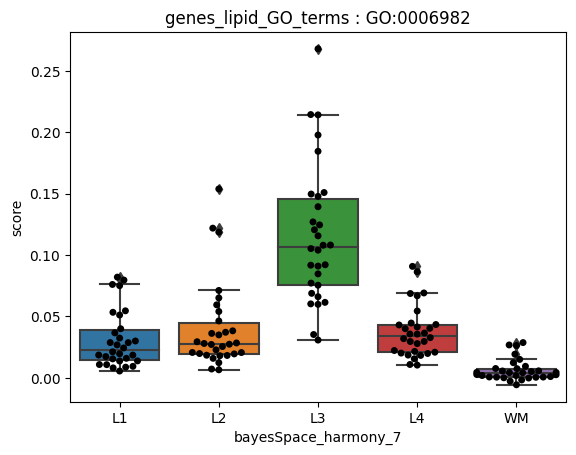 genes_lipid_GO_terms : GO:0006982
0.25
0.20
0.15
0.10
0.05
0.00
score
L1 L2 L3 L4 WM
bayesSpace_harmony_7